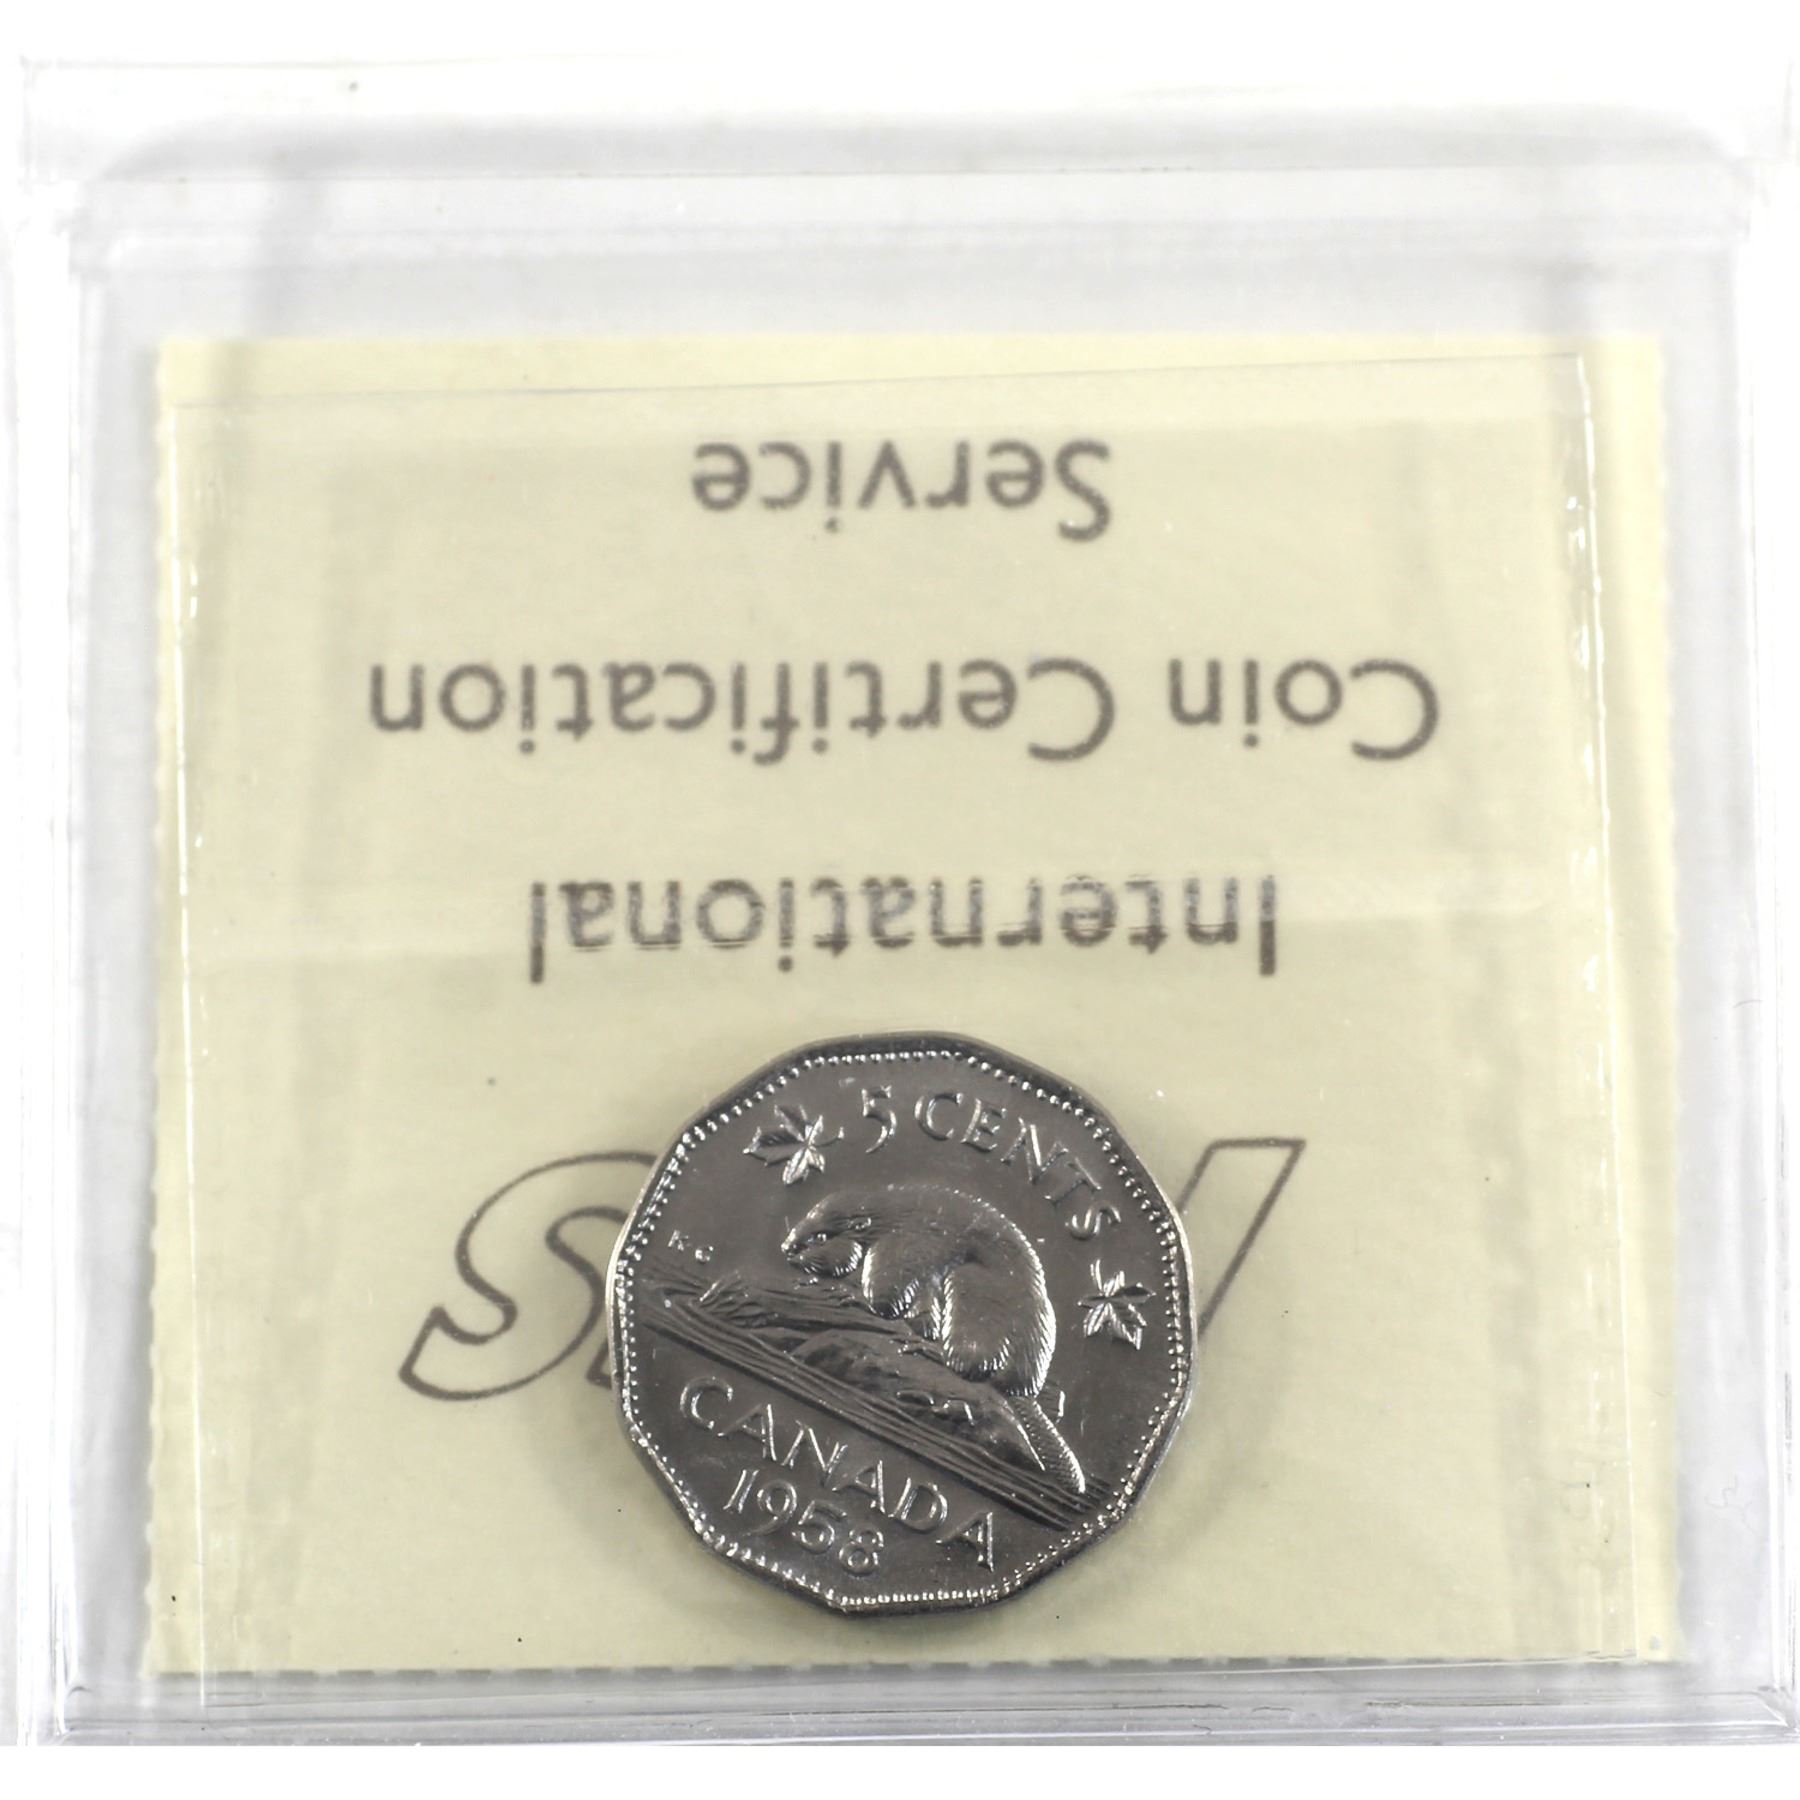 International
Coin Certification
Service
5 CENTS
K G
CANADA
1958